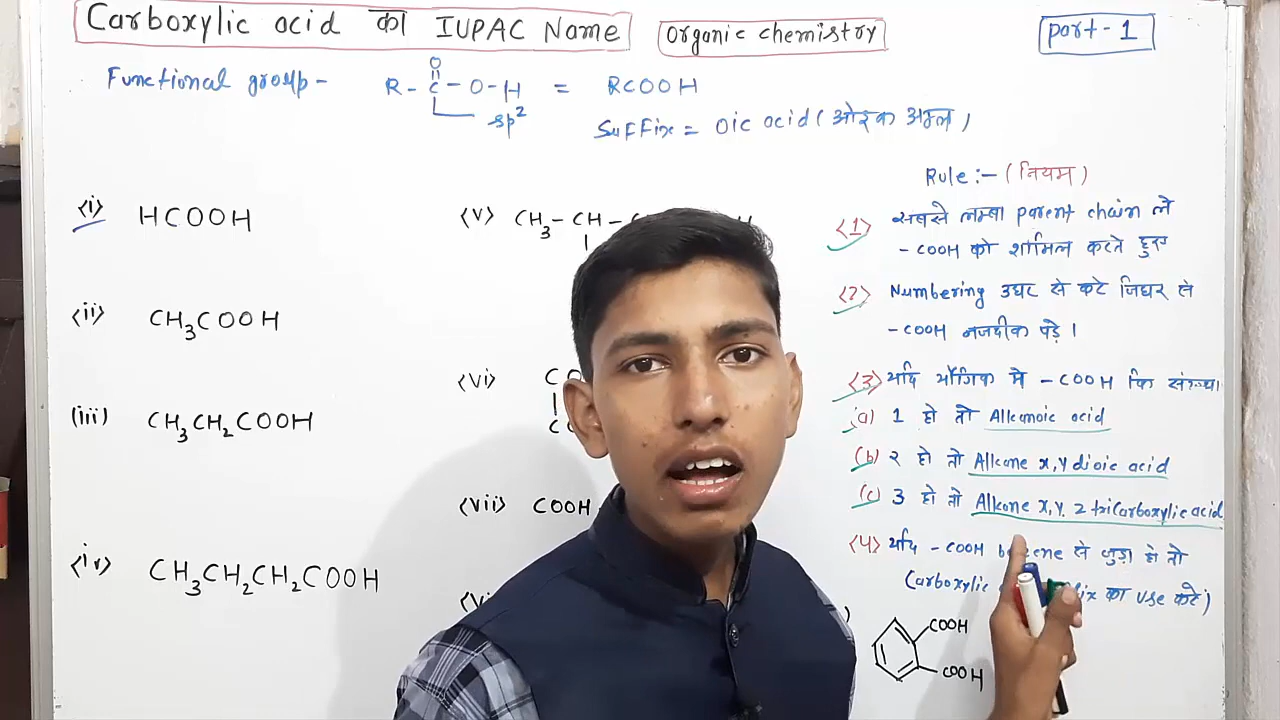 Carboxylic acid का IUPAC Name
Organic chemistry
part-1
Functional group-
O
R-C-O-H = RCOOH
sp²
Suffix = oic acid (ओइक अम्ल)
Rule:- (नियम)
<1> सबसे लम्बा parent chain ले
-COOH को शामिल करते हुए
<2> Numbering उधर से करे जिधर से
-COOH नजदीक पड़े।
<3> यदि यौगिक मे -COOH कि संख्या
(a) 1 हो तो Alkanoic acid
(b) २ हो तो Alkane x,y dioic acid
(c) 3 हो तो Alkane x,y, z tricarboxylic acid
<4> यदि -COOH से जुड़ा हो तो
Carboxylic का use करे)
<i> HCOOH
<ii> CH₃COOH
(iii) CH₃CH₂COOH
<iv> CH₃CH₂CH₂COOH
<v> CH₃-CH-
<vi>
<vii> COOH
COOH
COOH